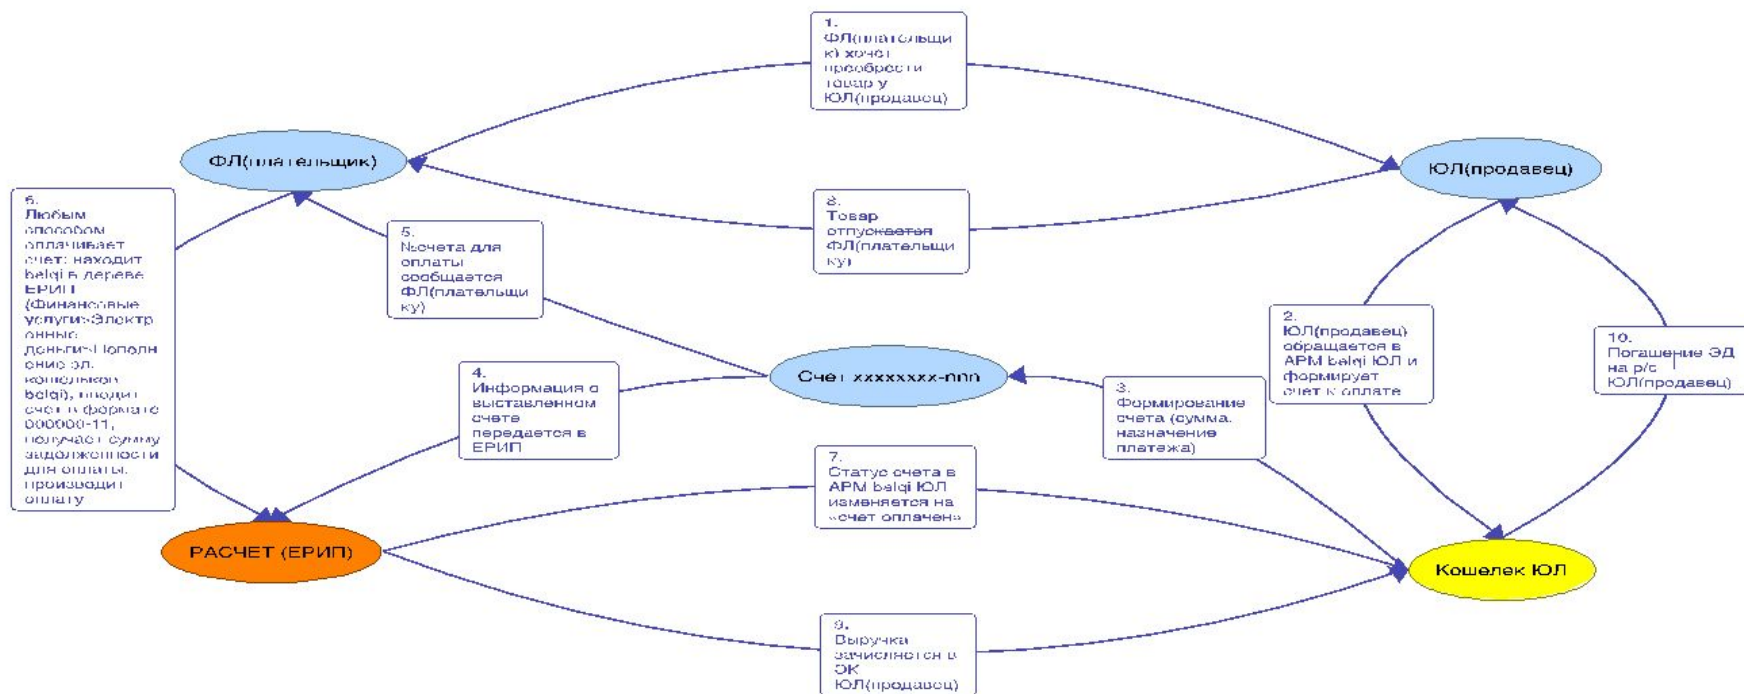 1.
ФЛ(плательщи
к) хочет
преобрести
товар у
ЮЛ(продавец)
ФЛ(плательщик)
ЮЛ(продавец)
6.
Любым
способом
оплачивает
счет: находит
belqi в дереве
ЕРИП
(Финансовые
услуги>Электр
онные
деньги>Пополн
ение эл.
кошельков
belqi), вводит
счет в формате
000000-11,
получает сумму
задолженности
для оплаты,
производит
оплату
5.
№счета для
оплаты
сообщается
ФЛ(плательщи
ку)
8.
Товар
отпускается
ФЛ(плательщи
ку)
2.
ЮЛ(продавец)
обращается в
АРМ belqi ЮЛ и
формирует
счет к оплате
10.
Погашение ЭД
на р/с
ЮЛ(продавец)
4.
Информация о
выставленном
счете
передается в
ЕРИП
Счет xxxxxxxx-nnn
3.
Формирование
счета (сумма,
назначение
платежа)
7.
Статус счета в
АРМ belqi ЮЛ
изменяется на
«счет оплачен»
РАСЧЕТ (ЕРИП)
Кошелек ЮЛ
9.
Выручка
зачисляется в
ЭК
ЮЛ(продавец)